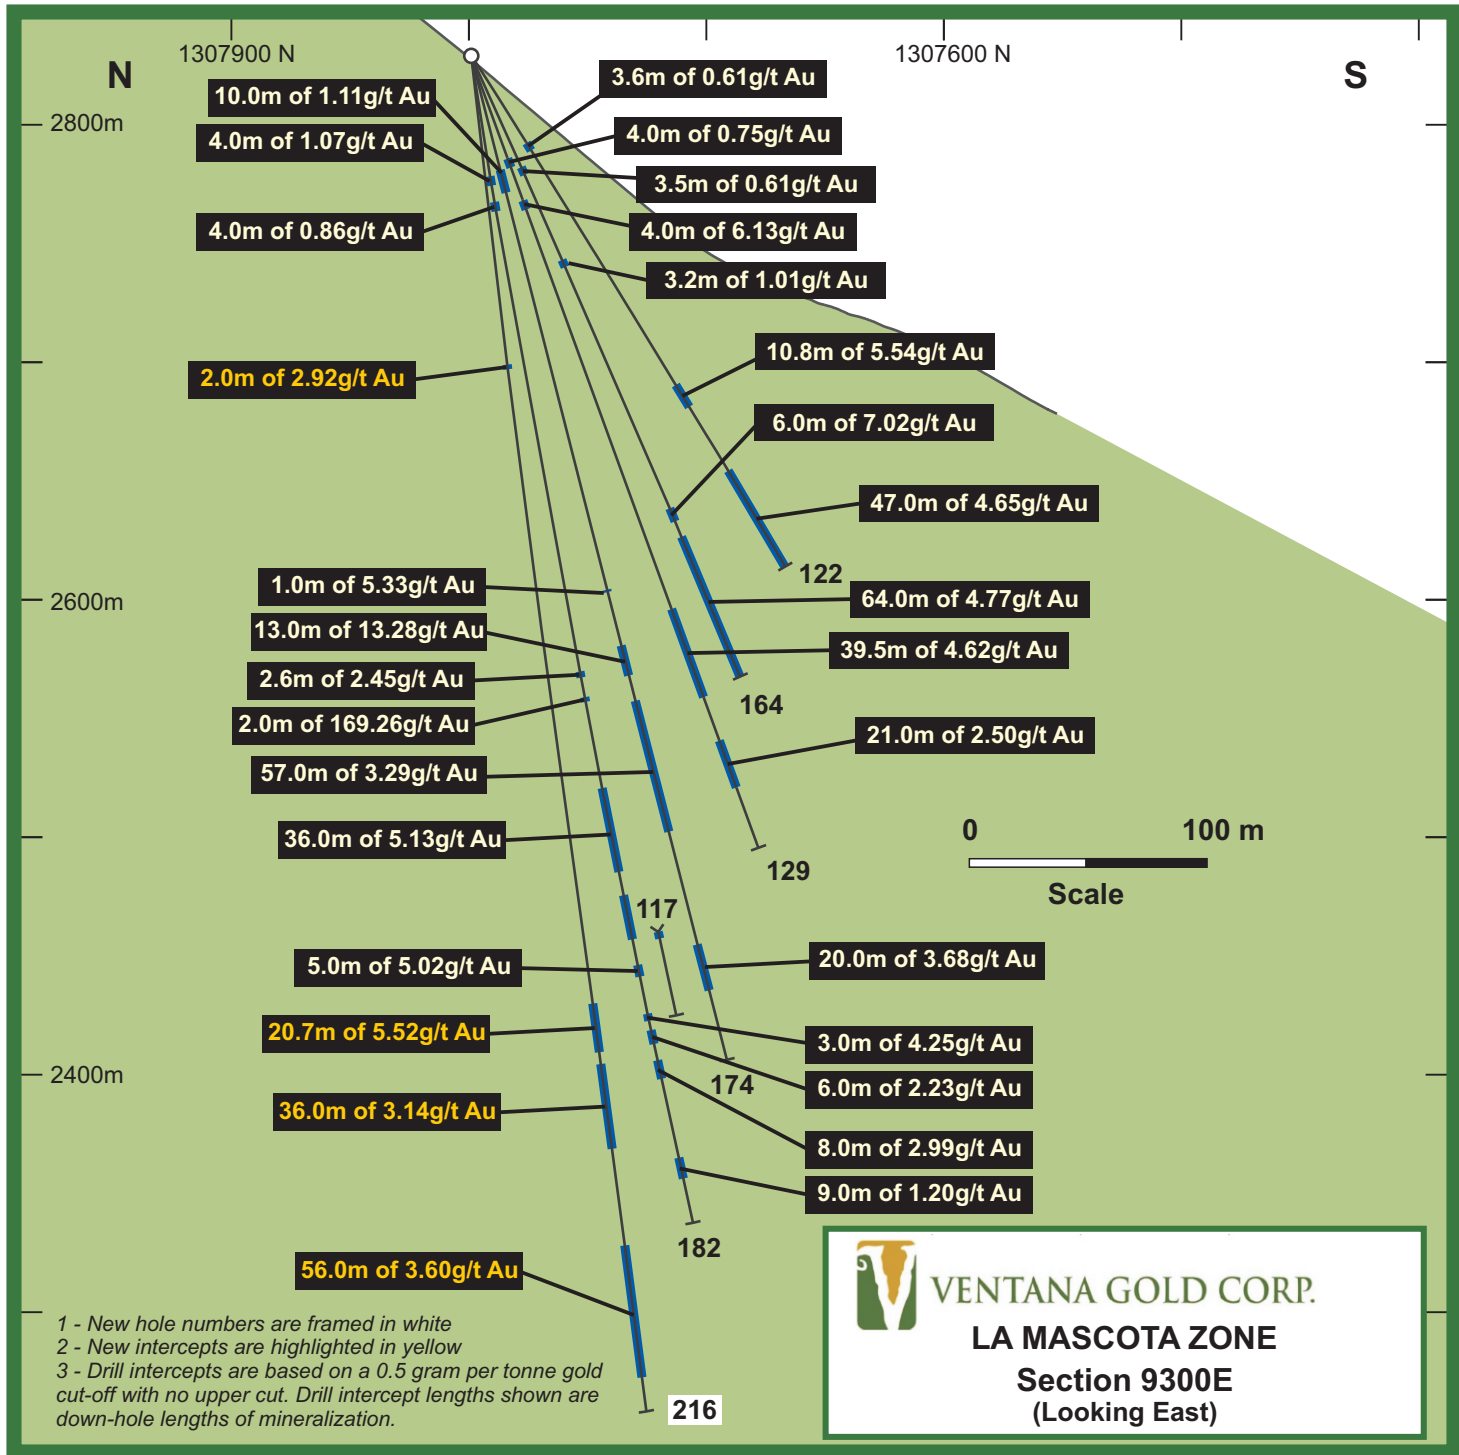 1307900 N
1307600 N
N
S
2800m
2600m
2400m
10.0m of 1.11g/t Au
4.0m of 1.07g/t Au
4.0m of 0.86g/t Au
2.0m of 2.92g/t Au
1.0m of 5.33g/t Au
13.0m of 13.28g/t Au
2.6m of 2.45g/t Au
2.0m of 169.26g/t Au
57.0m of 3.29g/t Au
36.0m of 5.13g/t Au
5.0m of 5.02g/t Au
20.7m of 5.52g/t Au
36.0m of 3.14g/t Au
56.0m of 3.60g/t Au
3.6m of 0.61g/t Au
4.0m of 0.75g/t Au
3.5m of 0.61g/t Au
4.0m of 6.13g/t Au
3.2m of 1.01g/t Au
10.8m of 5.54g/t Au
6.0m of 7.02g/t Au
47.0m of 4.65g/t Au
122
64.0m of 4.77g/t Au
39.5m of 4.62g/t Au
164
21.0m of 2.50g/t Au
129
0 100 m
Scale
117
20.0m of 3.68g/t Au
3.0m of 4.25g/t Au
174
6.0m of 2.23g/t Au
8.0m of 2.99g/t Au
9.0m of 1.20g/t Au
182
216
1 - New hole numbers are framed in white
2 - New intercepts are highlighted in yellow
3 - Drill intercepts are based on a 0.5 gram per tonne gold
cut-off with no upper cut. Drill intercept lengths shown are
down-hole lengths of mineralization.
VENTANA GOLD CORP.
LA MASCOTA ZONE
Section 9300E
(Looking East)